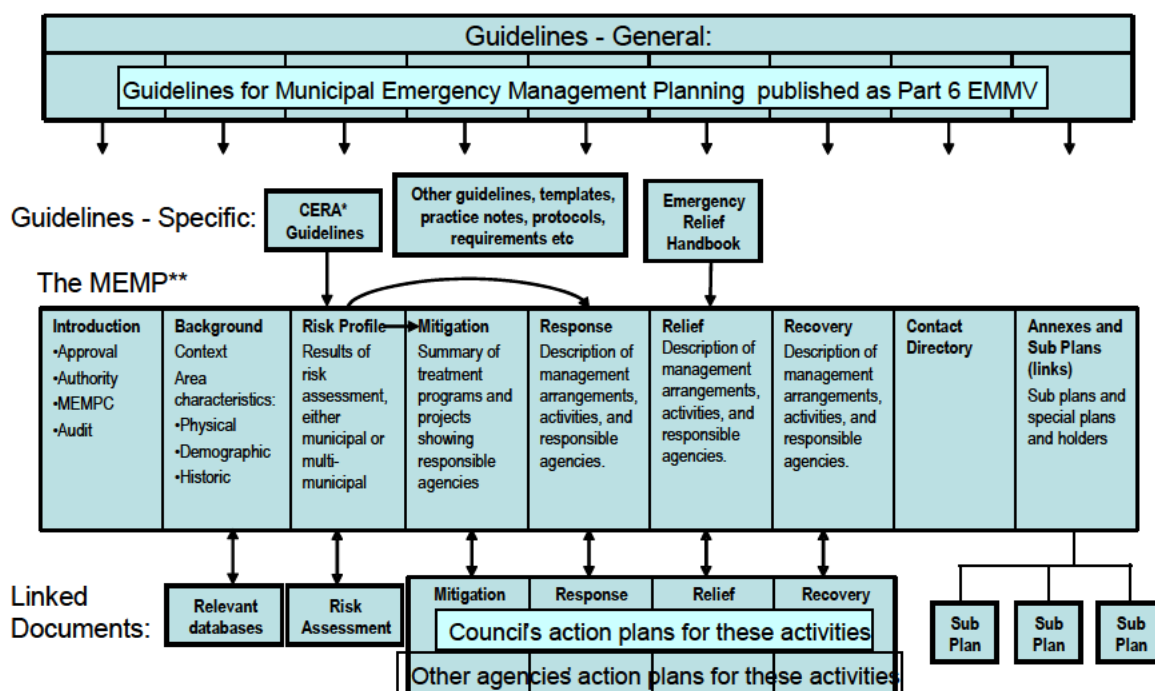 Guidelines - General:
Guidelines for Municipal Emergency Management Planning published as Part 6 EMMV
Guidelines - Specific:
CERA*
Guidelines
Other guidelines, templates,
practice notes, protocols,
requirements etc
Emergency
Relief
Handbook
The MEMP**
Introduction
•Approval
•Authority
•MEMPC
•Audit
Background
Context
Area
characteristics:
•Physical
•Demographic
•Historic
Risk Profile
Results of
risk
assessment,
either
municipal or
multi-
municipal
Mitigation
Summary of
treatment
programs and
projects
showing
responsible
agencies
Response
Description of
management
arrangements,
activities, and
responsible
agencies.
Relief
Description of
management
arrangements,
activities, and
responsible
agencies.
Recovery
Description of
management
arrangements,
activities, and
responsible
agencies.
Contact
Directory
Annexes and
Sub Plans
(links)
Sub plans and
special plans
and holders
Linked
Documents:
Relevant
databases
Risk
Assessment
Mitigation
Response
Relief
Recovery
Council's action plans for these activities
Other agencies' action plans for these activities
Sub
Plan
Sub
Plan
Sub
Plan